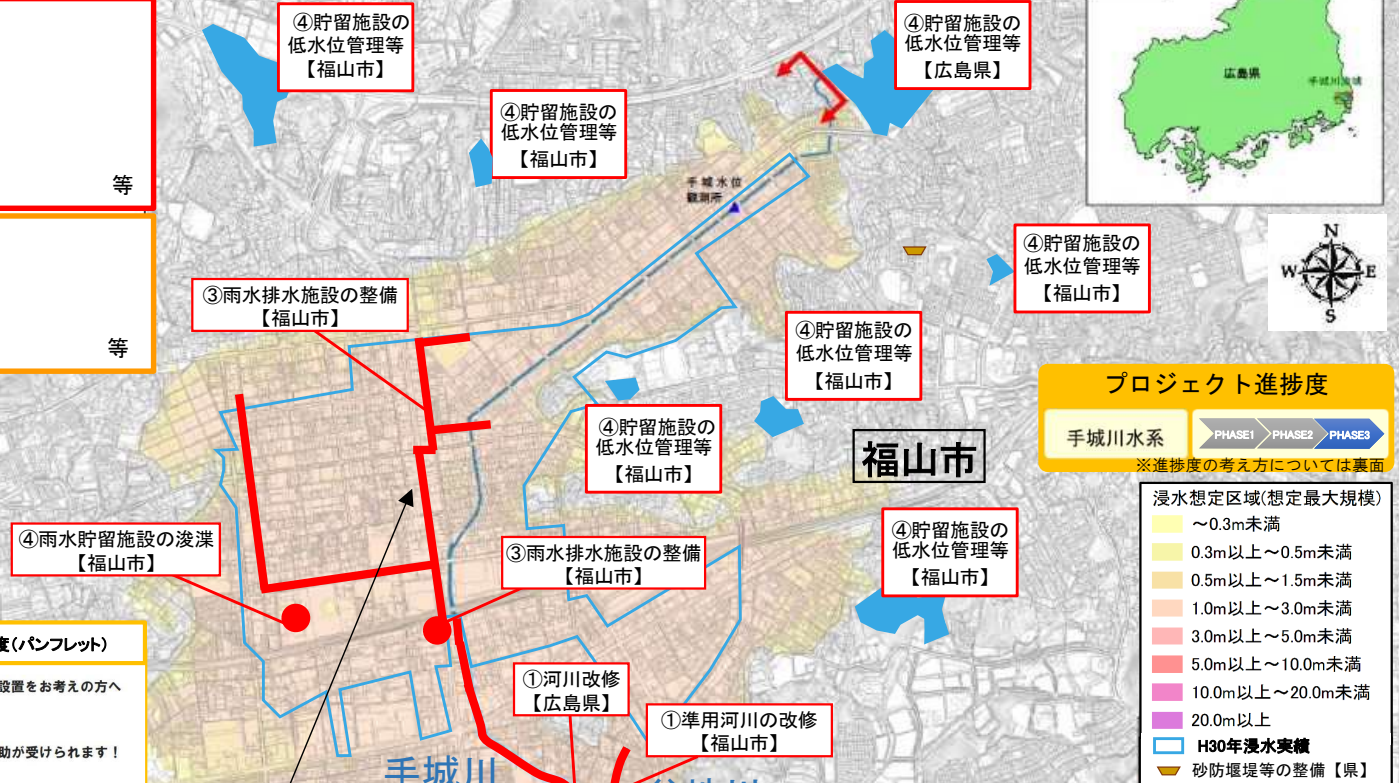 ④貯留施設の
低水位管理等
【福山市】
④貯留施設の
低水位管理等
【広島県】
広島県
手城川流域
④貯留施設の
低水位管理等
【福山市】
等
手城水位
観測所
N
W
E
S
④貯留施設の
低水位管理等
【福山市】
③雨水排水施設の整備
【福山市】
等
④貯留施設の
低水位管理等
【福山市】
プロジェクト進捗度
手城川水系
PHASE1
PHASE2
PHASE3
※進捗度の考え方については裏面
④貯留施設の
低水位管理等
【福山市】
福山市
浸水想定区域(想定最大規模)
～0.3m未満
0.3m以上～0.5m未満
0.5m以上～1.5m未満
1.0m以上～3.0m未満
3.0m以上～5.0m未満
5.0m以上～10.0m未満
10.0m以上～20.0m未満
20.0m以上
H30年浸水実績
砂防堰堤等の整備【県】
④雨水貯留施設の浚渫
【福山市】
③雨水排水施設の整備
【福山市】
④貯留施設の
低水位管理等
【福山市】
度(パンフレット)
設置をお考えの方へ
助が受けられます！
①河川改修
【広島県】
①準用河川の改修
【福山市】
手城川